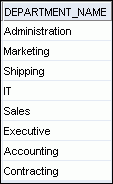 DEPARTMENT_NAME
Administration
Marketing
Shipping
IT
Sales
Executive
Accounting
Contracting